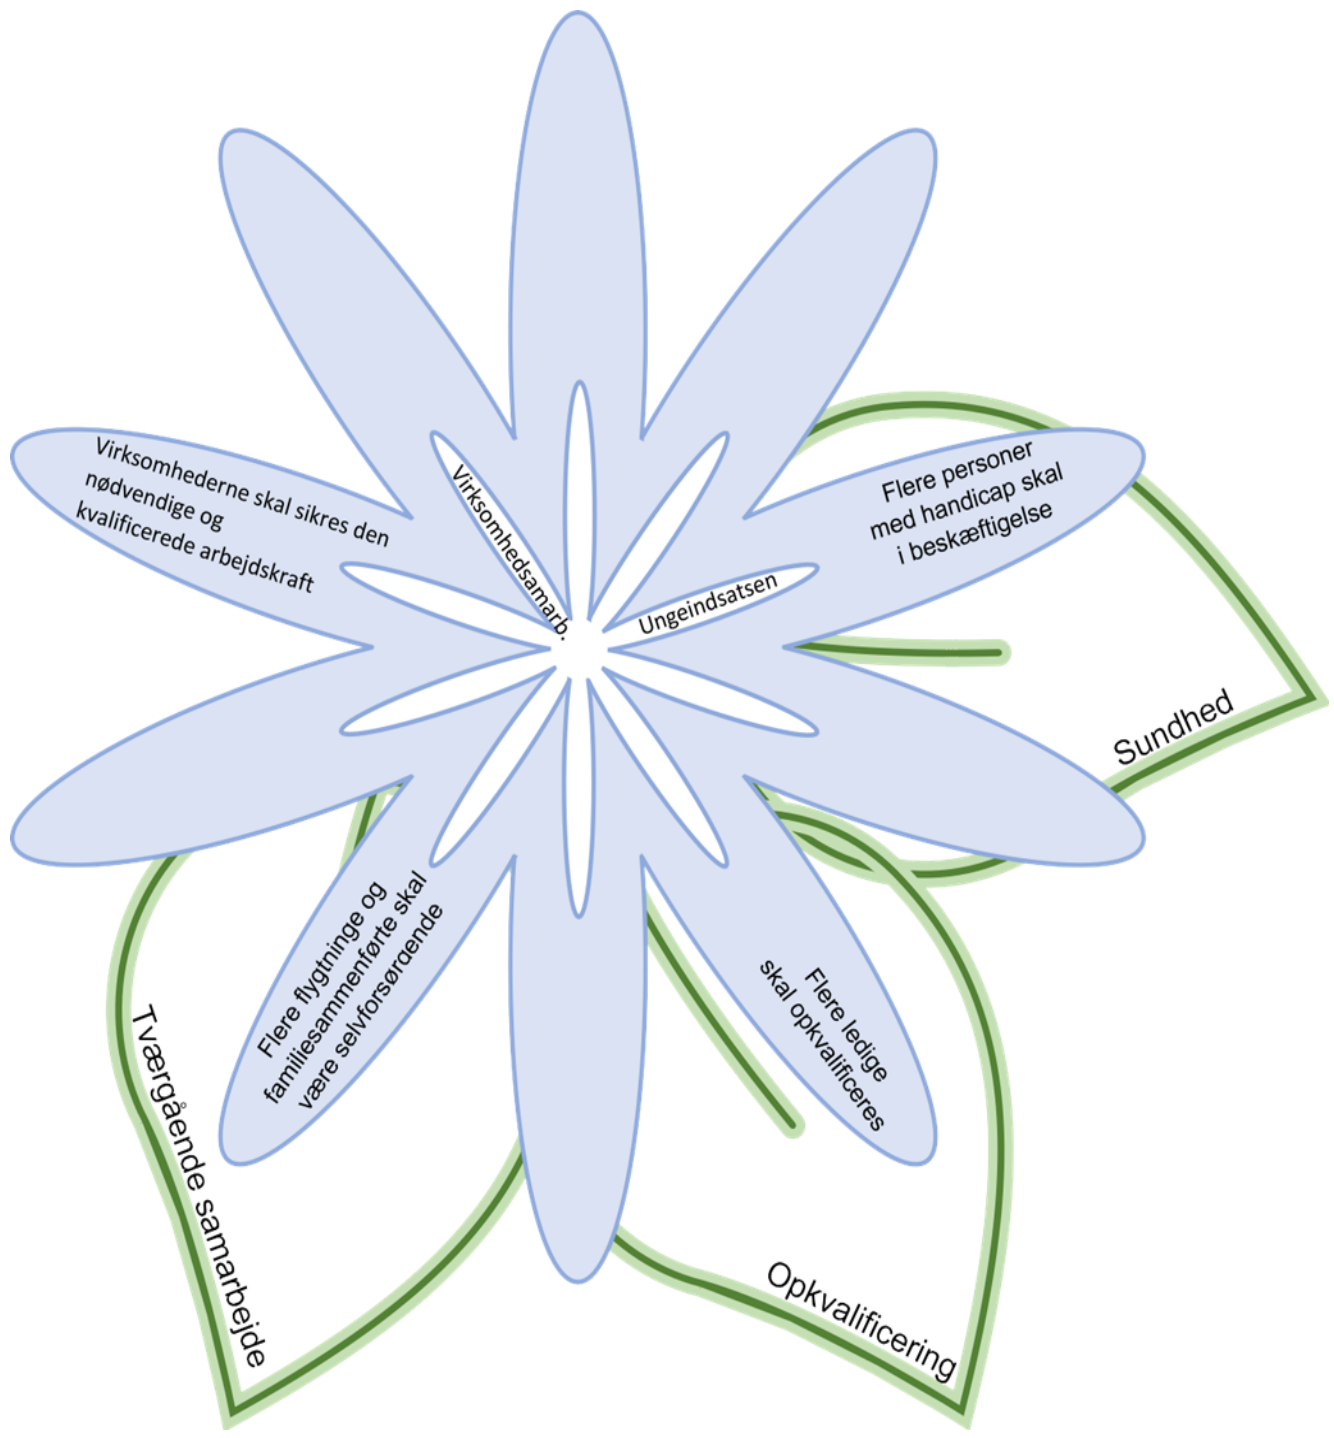 Virksomhederne skal sikres den
nødvendige og
kvalificerede arbejdskraft
Virksomhedsamarb.
Ungeindsatsen
Flere personer
med handicap skal
i beskæftigelse
Sundhed
Flere flygtninge og
familiesammenførte skal
være selvforsørgende
Flere ledige
skal opkvalificeres
Tværgående samarbejde
Opkvalificering